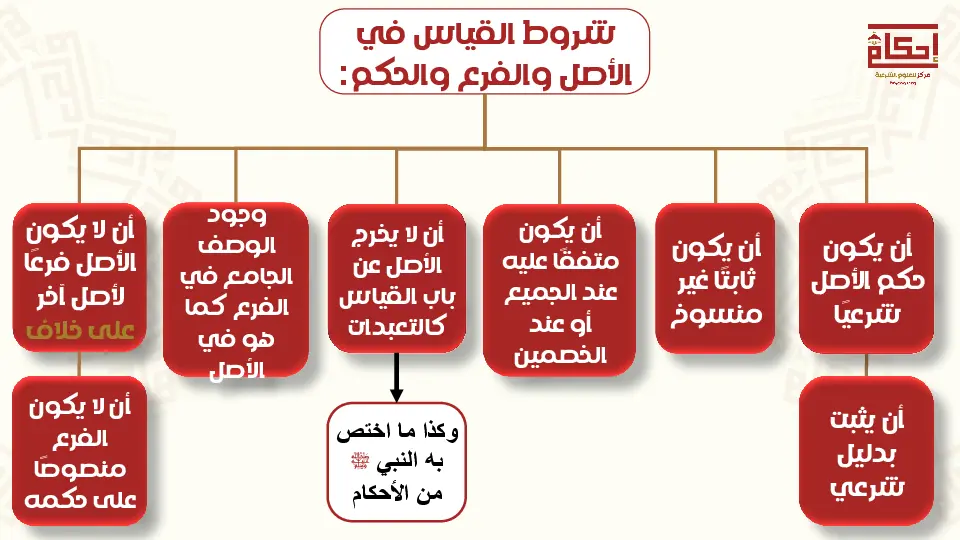 شروط القياس في
الأصل والفرع والحكم:
إحكام
مركز للعلوم الشرعية
أن يكون
حكم الأصل
شرعيًا
أن يكون
ثابتًا غير
منسوخ
أن يكون
متفقًا عليه
عند الجميع
أو عند
الخصمين
أن لا يخرج
الأصل عن
باب القياس
كالتعبدات
وجود
الوصف
الجامع في
الفرع كما
هو في
الأصل
أن لا يكون
الأصل فرعًا
لأصل آخر
على خلاف
أن يثبت
بدليل
شرعي
وكذا ما اختص
به النبي ﷺ
من الأحكام
أن لا يكون
الفرع
منصوصًا
على حكمه